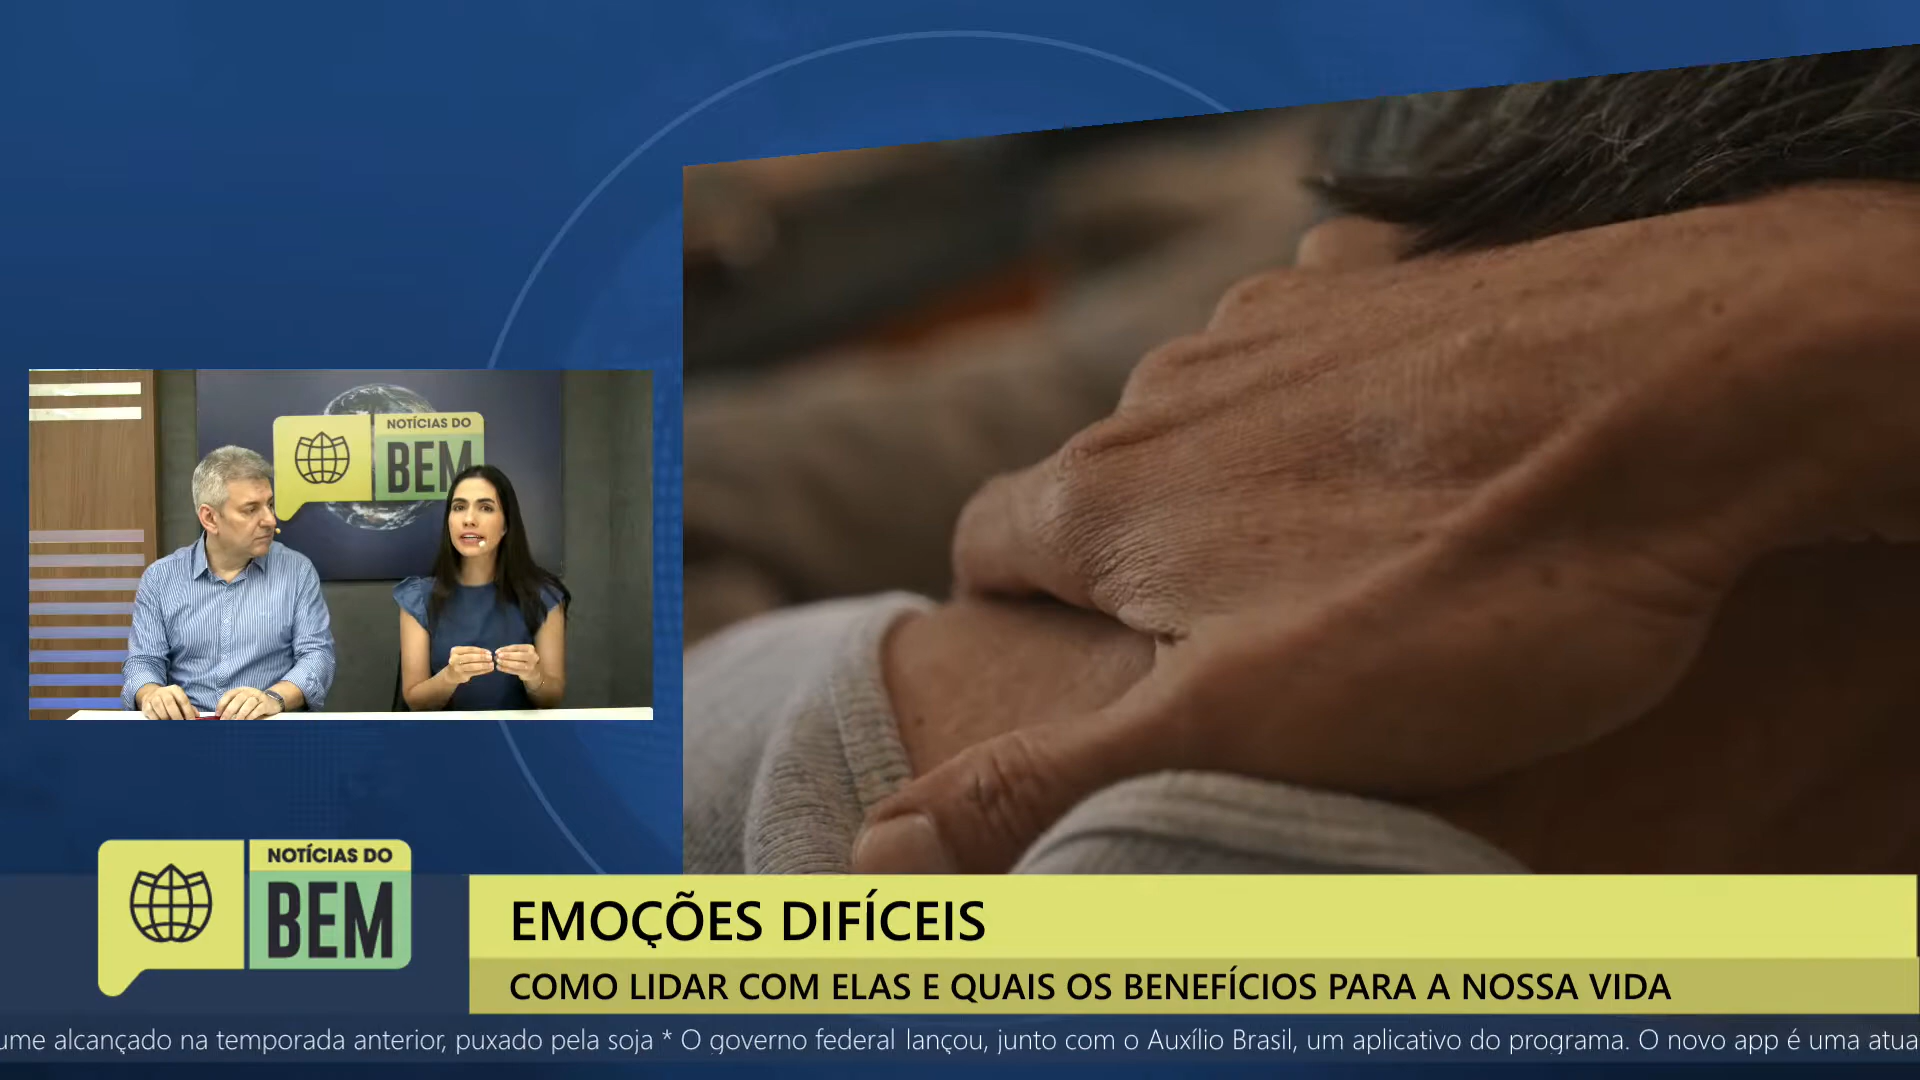 NOTÍCIAS DO
BEM
NOTÍCIAS DO
BEM
EMOÇÕES DIFÍCEIS
COMO LIDAR COM ELAS E QUAIS OS BENEFÍCIOS PARA A NOSSA VIDA
ume alcançado na temporada anterior, puxado pela soja * O governo federal lançou, junto com o Auxílio Brasil, um aplicativo do programa. O novo app é uma atua